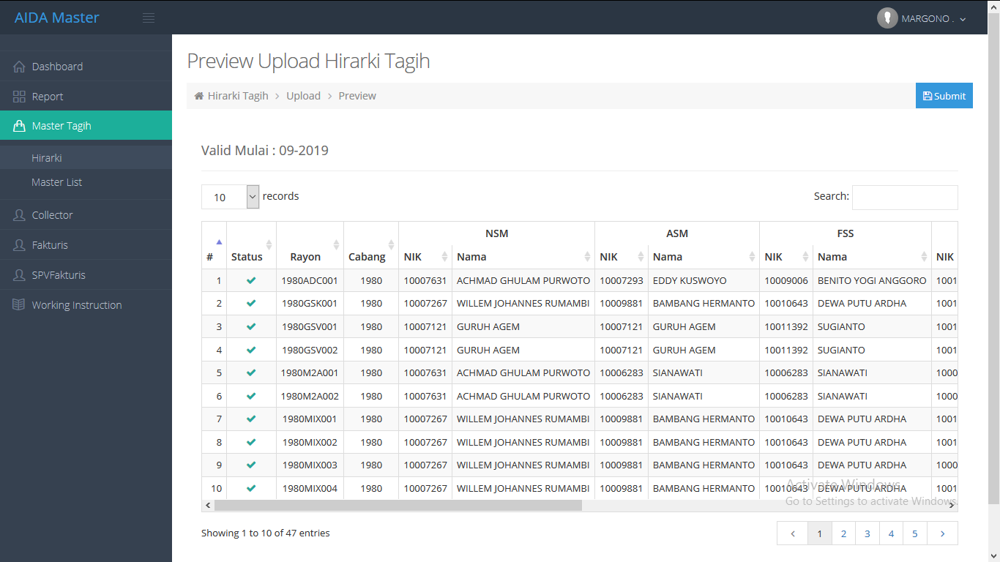 AIDA Master
MARGONO .
Dashboard
Report
Master Tagih
Hirarki
Master List
Collector
Fakturis
SPVFakturis
Working Instruction
Preview Upload Hirarki Tagih
Hirarki Tagih > Upload > Preview
Submit
Valid Mulai : 09-2019
10 records
Search:
NSM ASM FSS
# Status Rayon Cabang NIK Nama NIK Nama NIK Nama NIK
1 1980ADC001 1980 10007631 ACHMAD GHULAM PURWOTO 10007293 EDDY KUSWOYO 10009006 BENITO YOGI ANGGORO 1001
2 1980GSK001 1980 10007267 WILLEM JOHANNES RUMAMBI 10009881 BAMBANG HERMANTO 10010643 DEWA PUTU ARDHA 1001
3 1980GSV001 1980 10007121 GURUH AGEM 10007121 GURUH AGEM 10011392 SUGIANTO 1001
4 1980GSV002 1980 10007121 GURUH AGEM 10007121 GURUH AGEM 10011392 SUGIANTO 1001
5 1980M2A001 1980 10007631 ACHMAD GHULAM PURWOTO 10006283 SIANAWATI 10006283 SIANAWATI 1000
6 1980M2A002 1980 10007631 ACHMAD GHULAM PURWOTO 10006283 SIANAWATI 10006283 SIANAWATI 1000
7 1980MIX001 1980 10007267 WILLEM JOHANNES RUMAMBI 10009881 BAMBANG HERMANTO 10010643 DEWA PUTU ARDHA 1001
8 1980MIX002 1980 10007267 WILLEM JOHANNES RUMAMBI 10009881 BAMBANG HERMANTO 10010643 DEWA PUTU ARDHA 1001
9 1980MIX003 1980 10007267 WILLEM JOHANNES RUMAMBI 10009881 BAMBANG HERMANTO 10010643 DEWA PUTU ARDHA 1000
10 1980MIX004 1980 10007267 WILLEM JOHANNES RUMAMBI 10009881 BAMBANG HERMANTO 10010643 DEWA PUTU ARDHA 1001
Activate Windows
Go to Settings to activate Windows.
Showing 1 to 10 of 47 entries
< 1 2 3 4 5 >